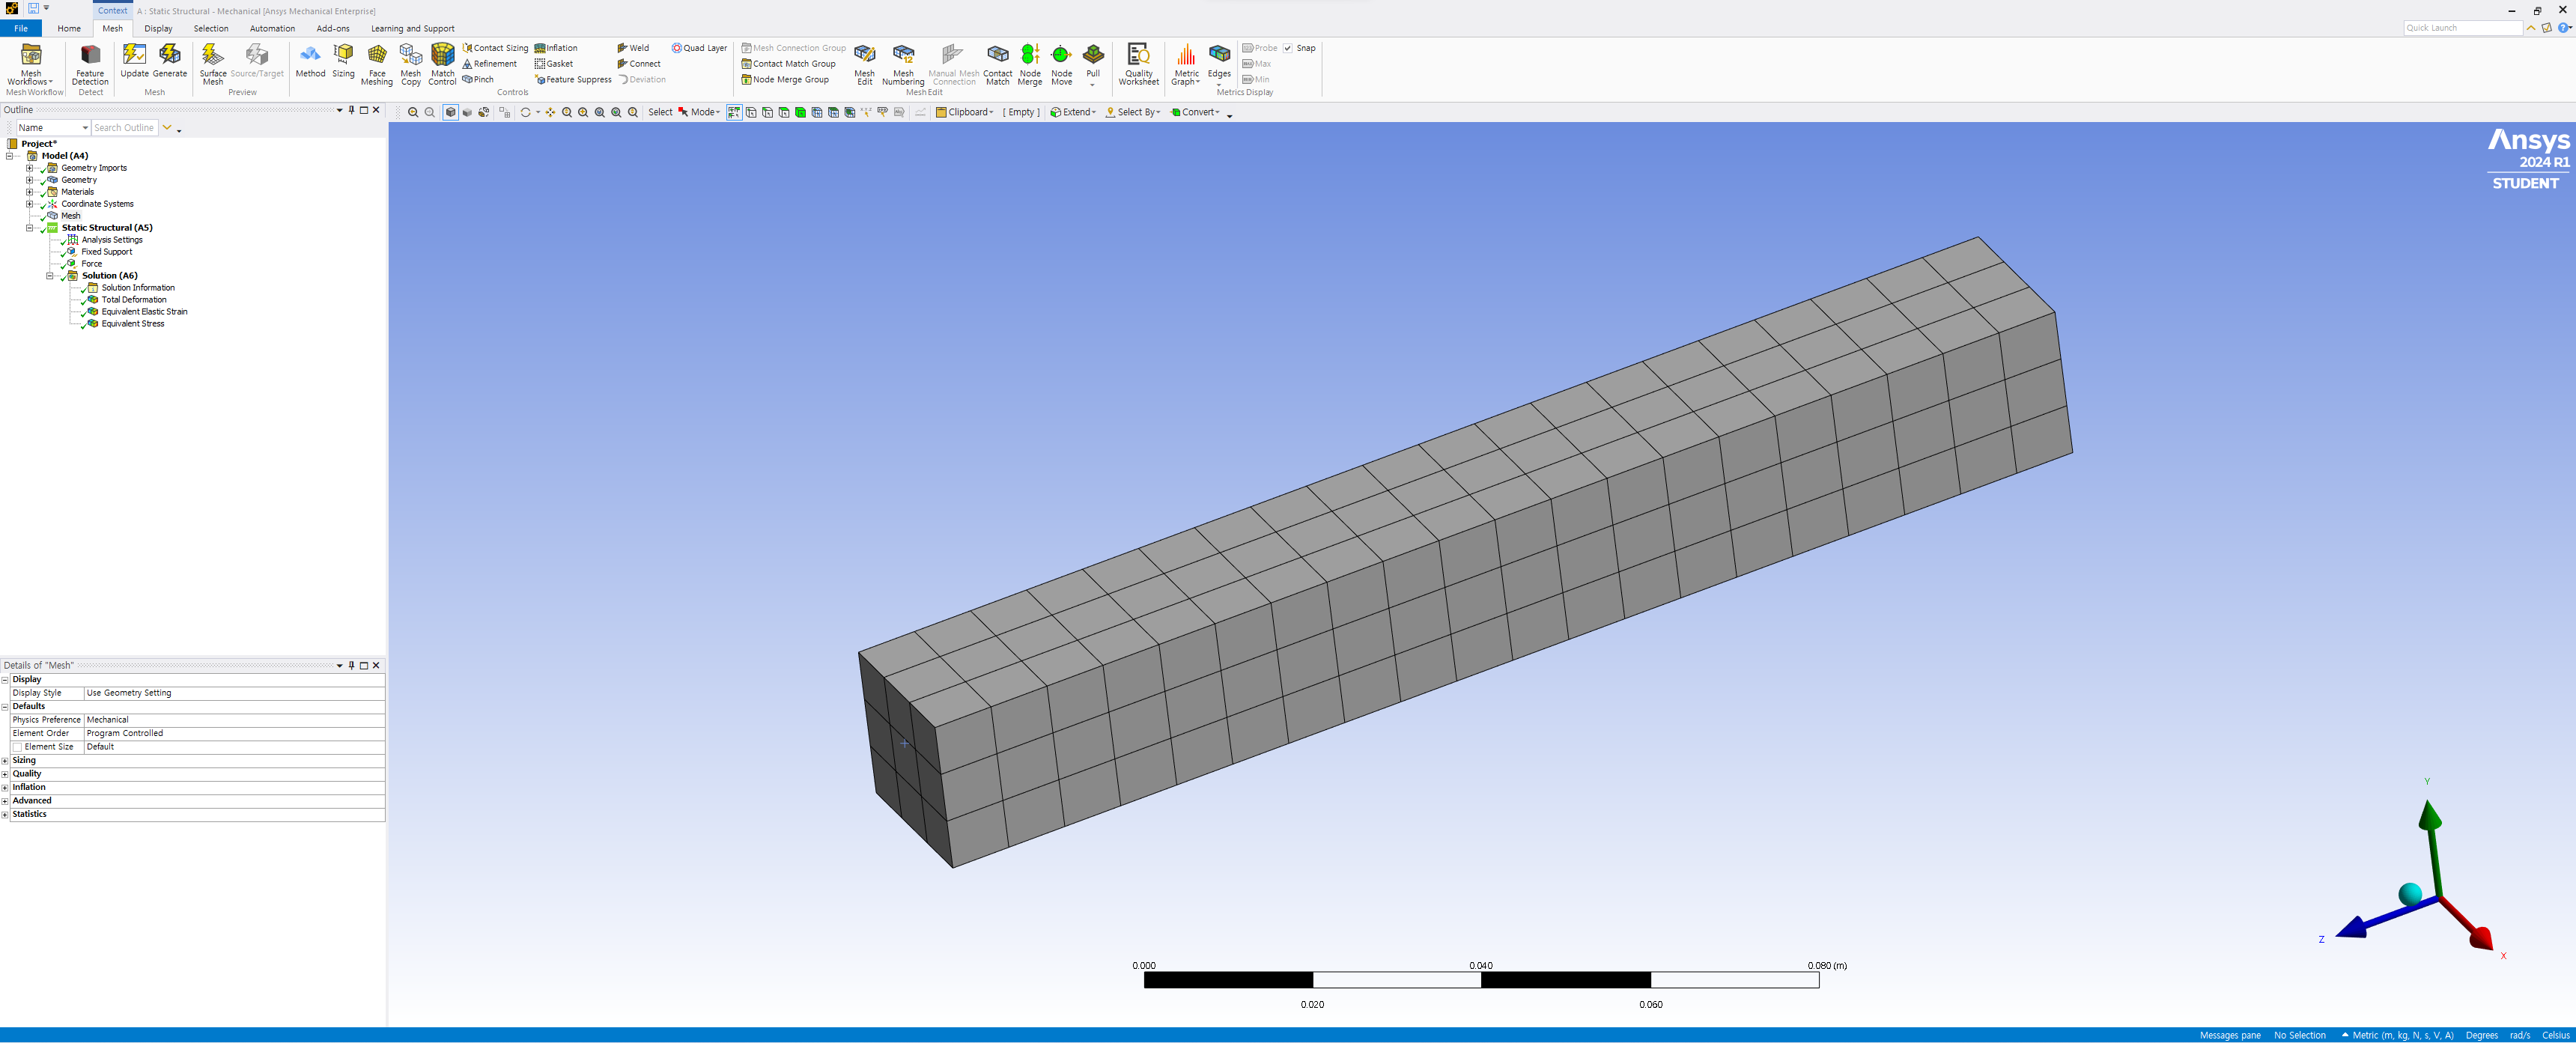 Context A : Static Structural - Mechanical [Ansys Mechanical Enterprise]
File Home Mesh Display Selection Automation Add-ons Learning and Support Quick Launch
Mesh Workflows
Feature Detection
Update Generate
Surface Mesh Source/Target
Method Sizing Face Meshing Mesh Copy Match Control
Contact Sizing Inflation Weld Quad Layer
Refinement Gasket Connect
Pinch Feature Suppress Deviation
Mesh Connection Group
Contact Match Group
Node Merge Group
Mesh Edit Mesh Numbering Manual Mesh Connection Contact Match Node Merge Node Move Pull
Quality Worksheet
Metric Graph Edges
Probe Snap
Max
Min
Mesh Workflow Detect Mesh Preview Controls Mesh Edit Metrics Display
Outline
Name Search Outline
Select Mode Clipboard [ Empty ] Extend Select By Convert
Project*
Model (A4)
Geometry Imports
Geometry
Materials
Coordinate Systems
Mesh
Static Structural (A5)
Analysis Settings
Fixed Support
Force
Solution (A6)
Solution Information
Total Deformation
Equivalent Elastic Strain
Equivalent Stress
Ansys
2024 R1
STUDENT
Details of "Mesh"
Display
Display Style Use Geometry Setting
Defaults
Physics Preference Mechanical
Element Order Program Controlled
Element Size Default
Sizing
Quality
Inflation
Advanced
Statistics
Y
Z
X
0.000 0.040 0.080 (m)
0.020 0.060
Messages pane No Selection Metric (m, kg, N, s, V, A) Degrees rad/s Celsius